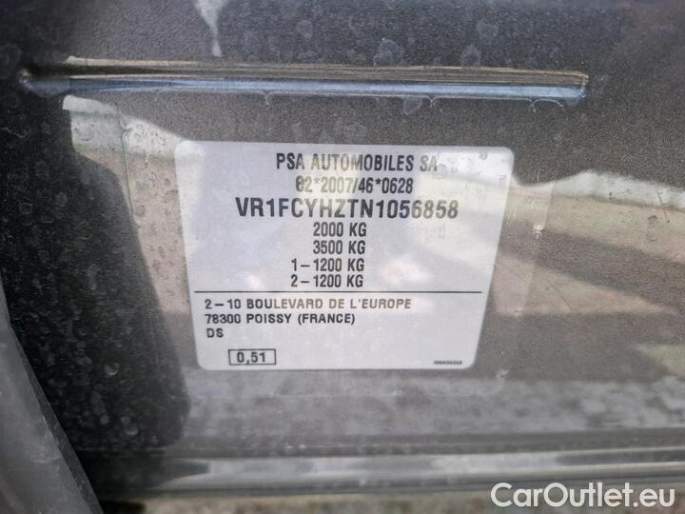 PSA AUTOMOBILES SA
e2*2007/46*0628
VR1FCYHZTN1056858
2000 KG
3500 KG
1-1200 KG
2-1200 KG
2-10 BOULEVARD DE L'EUROPE
78300 POISSY (FRANCE)
DS
0,51
CarOutlet.eu